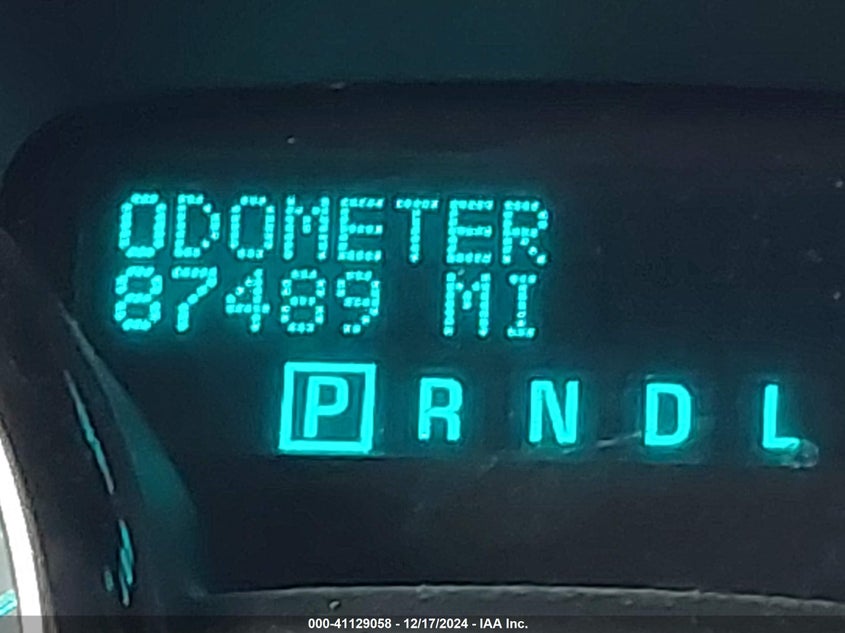 ODOMETER
87489 MI
P R N D L
000-41129058 - 12/17/2024 - IAA Inc.